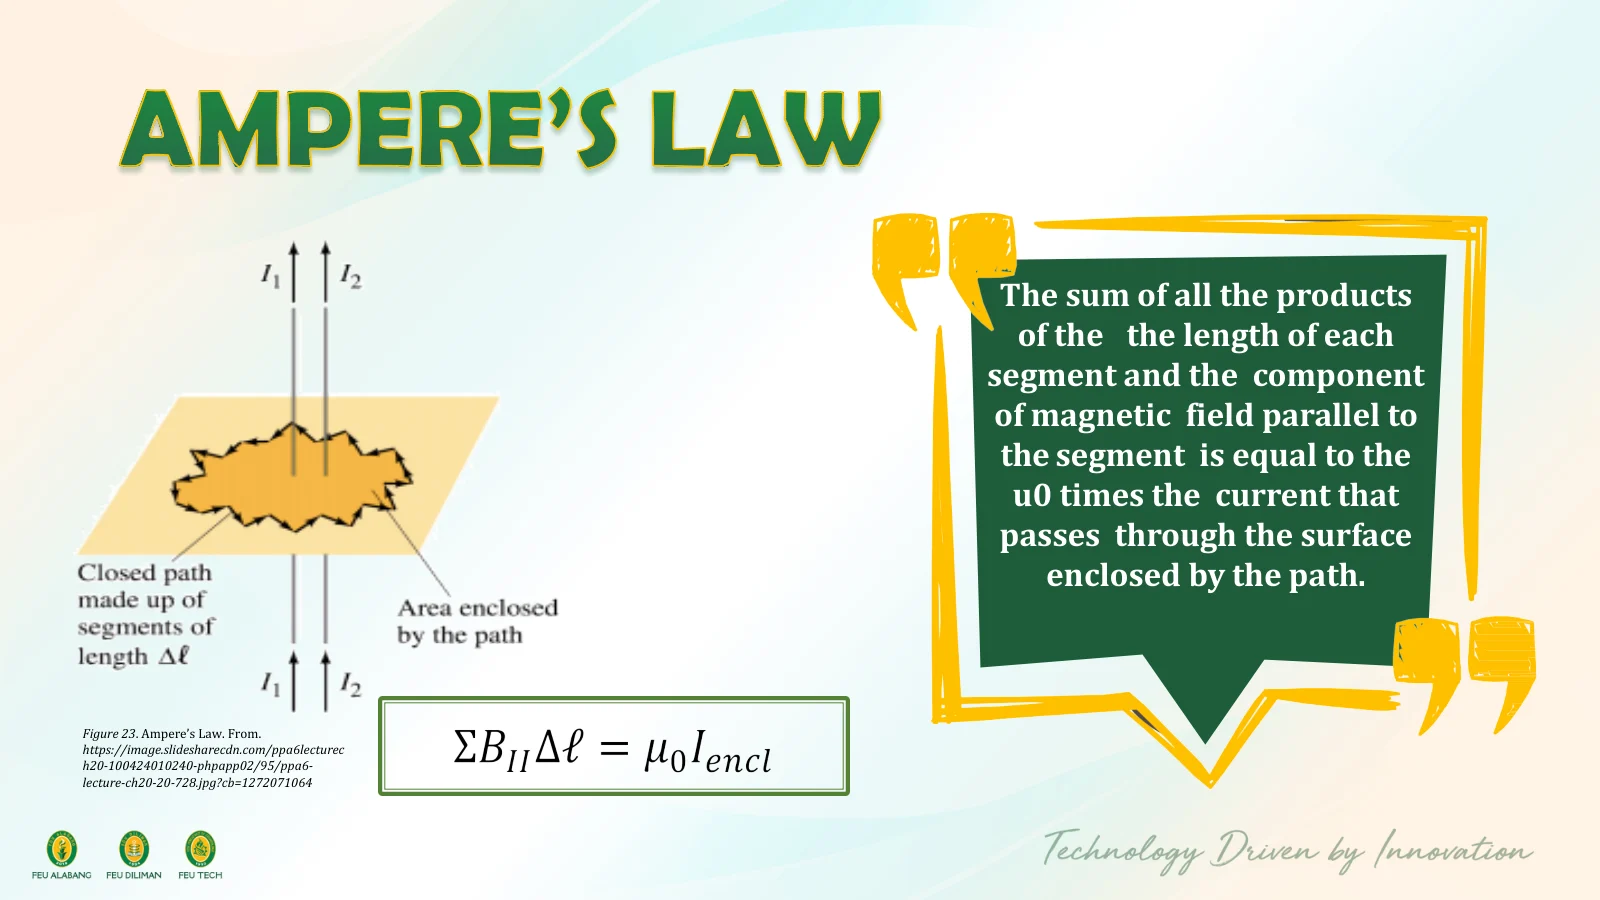 AMPERE’S LAW
I1
I2
Closed path
made up of
segments of
length Δℓ
Area enclosed
by the path
I1
I2
Figure 23. Ampere’s Law. From.
https://image.slidesharecdn.com/ppa6lecturec
h20-100424010240-phpapp02/95/ppa6-
lecture-ch20-20-728.jpg?cb=1272071064
ΣB_{II}Δℓ = μ₀I_{encl}
The sum of all the products
of the the length of each
segment and the component
of magnetic field parallel to
the segment is equal to the
u0 times the current that
passes through the surface
enclosed by the path.
FEU ALABANG
FEU DILIMAN
FEU TECH
Technology Driven by Innovation